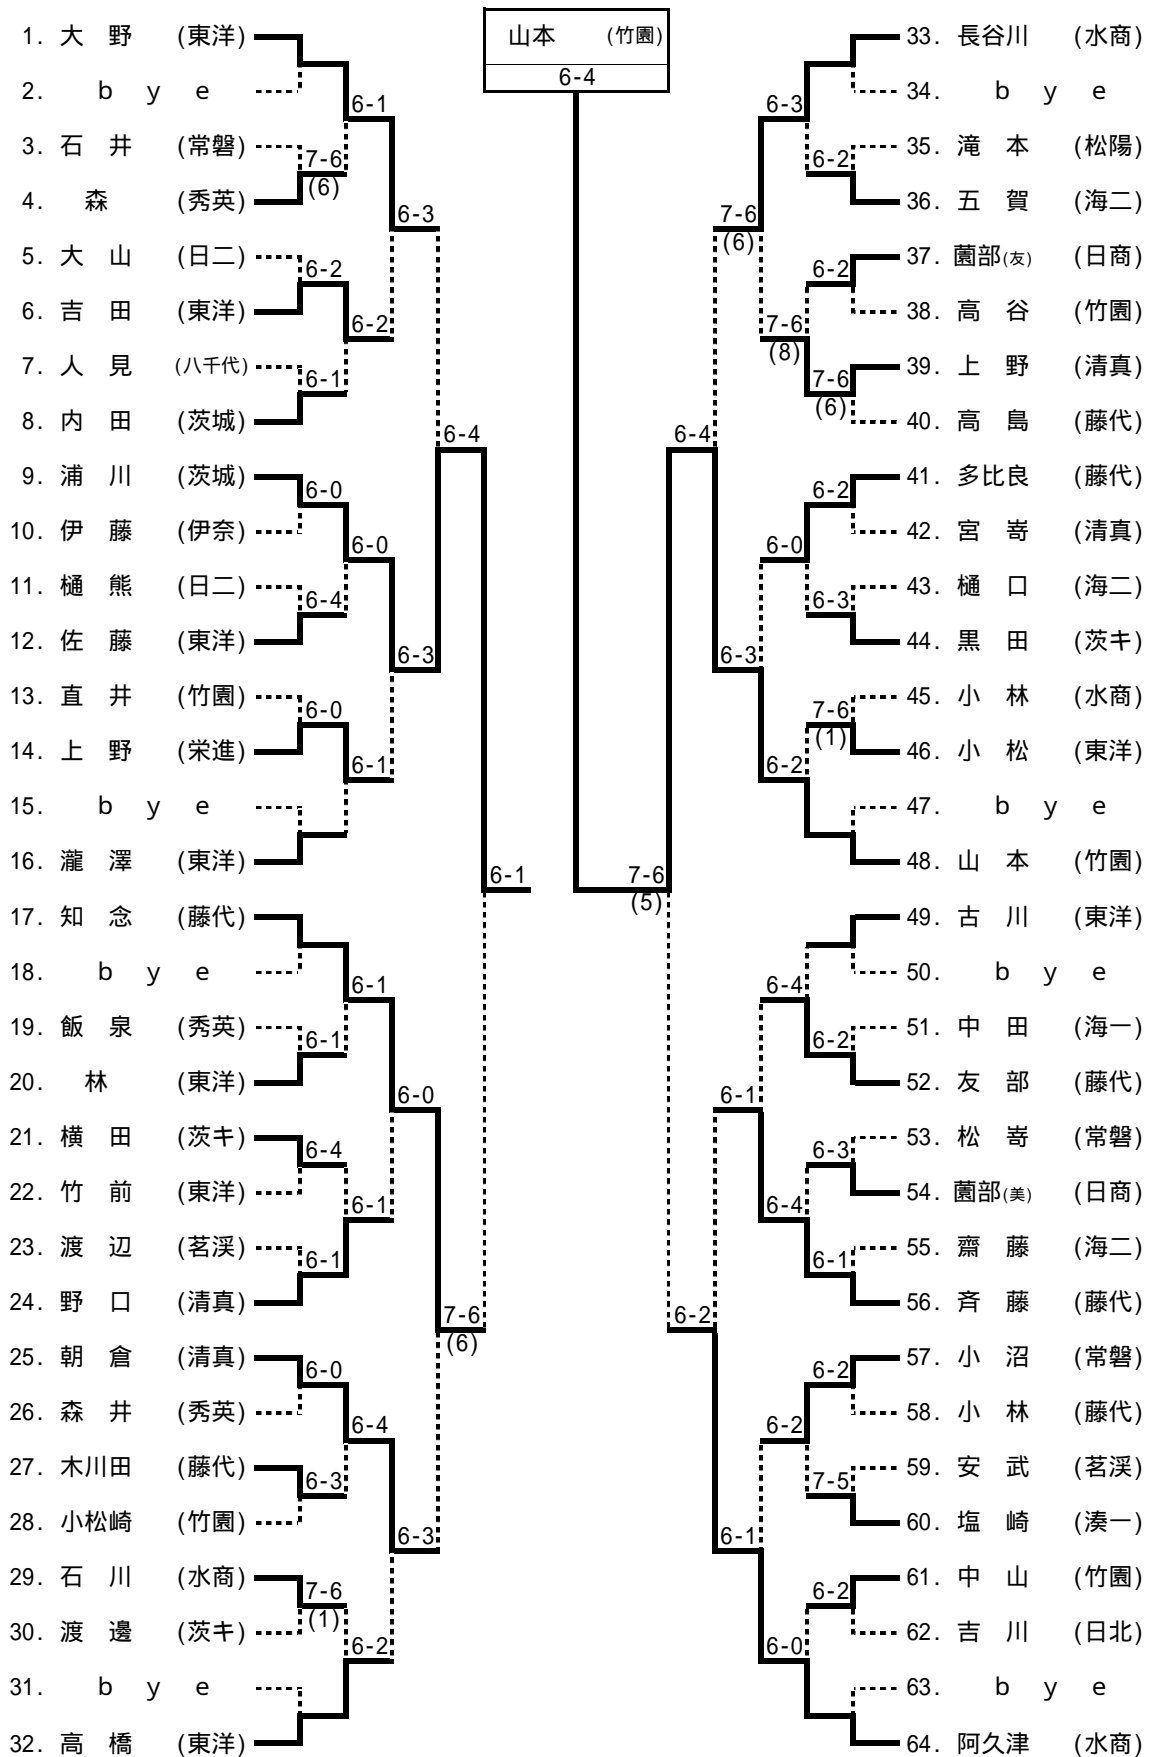 山本 (竹園)
6-4
1. 大 野 (東洋)
2. b y e
6-1
3. 石 井 (常磐)
7-6
(6)
4. 森 (秀英)
6-3
5. 大 山 (日二)
6-2
6. 吉 田 (東洋)
6-2
7. 人 見 (八千代)
6-1
8. 内 田 (茨城)
6-4
9. 浦 川 (茨城)
6-0
10. 伊 藤 (伊奈)
6-0
11. 樋 熊 (日二)
6-4
12. 佐 藤 (東洋)
6-3
13. 直 井 (竹園)
6-0
14. 上 野 (栄進)
6-1
15. b y e
16. 瀧 澤 (東洋)
6-1
17. 知 念 (藤代)
18. b y e
6-1
19. 飯 泉 (秀英)
6-1
20. 林 (東洋)
6-0
21. 横 田 (茨キ)
6-4
22. 竹 前 (東洋)
6-1
23. 渡 辺 (茗渓)
6-1
24. 野 口 (清真)
7-6
(6)
25. 朝 倉 (清真)
6-0
26. 森 井 (秀英)
6-4
27. 木川田 (藤代)
6-3
28. 小松崎 (竹園)
6-3
29. 石 川 (水商)
7-6
(1)
30. 渡 邊 (茨キ)
6-2
31. b y e
32. 高 橋 (東洋)
33. 長谷川 (水商)
34. b y e
6-3
35. 滝 本 (松陽)
6-2
36. 五 賀 (海二)
7-6
(6)
37. 薗部(友) (日商)
6-2
38. 高 谷 (竹園)
7-6
(8)
39. 上 野 (清真)
7-6
(6)
40. 高 島 (藤代)
6-4
41. 多比良 (藤代)
6-2
42. 宮 嵜 (清真)
6-0
43. 樋 口 (海二)
6-3
44. 黒 田 (茨キ)
6-3
45. 小 林 (水商)
7-6
(1)
46. 小 松 (東洋)
6-2
47. b y e
48. 山 本 (竹園)
7-6
(5)
49. 古 川 (東洋)
50. b y e
6-4
51. 中 田 (海一)
6-2
52. 友 部 (藤代)
6-1
53. 松 嵜 (常磐)
6-3
54. 薗部(美) (日商)
6-4
55. 齋 藤 (海二)
6-1
56. 斉 藤 (藤代)
6-2
57. 小 沼 (常磐)
6-2
58. 小 林 (藤代)
6-2
59. 安 武 (茗渓)
7-5
60. 塩 崎 (湊一)
6-1
61. 中 山 (竹園)
6-2
62. 吉 川 (日北)
6-0
63. b y e
64. 阿久津 (水商)